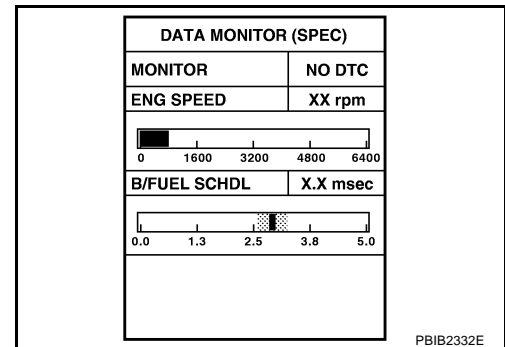 DATA MONITOR (SPEC)
MONITOR NO DTC
ENG SPEED XX rpm
0 1600 3200 4800 6400
B/FUEL SCHDL X.X msec
0.0 1.3 2.5 3.8 5.0
PBIB2332E